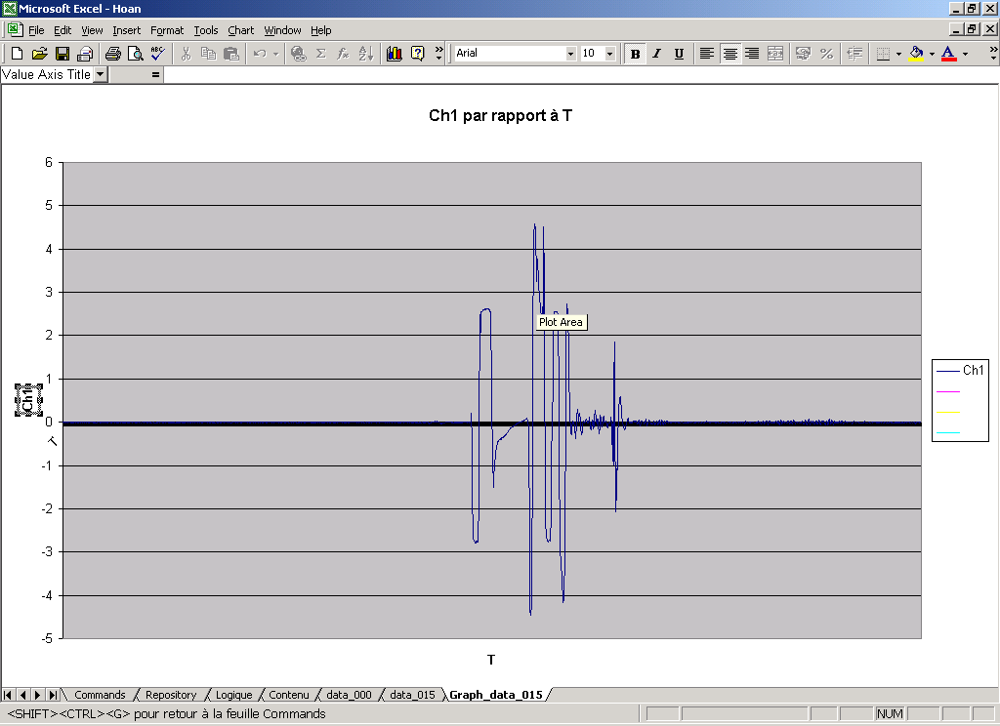 Microsoft Excel - Hoan
File Edit View Insert Format Tools Chart Window Help
ABC Σ fx A Z ? » Arial 10 B I U % A »
Value Axis Title =
Ch1 par rapport à T
6
5
4
3
2
1
0
-1
-2
-3
-4
-5
Ch1
T
Plot Area
Ch1
T
Commands Repository Logique Contenu data_000 data_015 Graph_data_015
<SHIFT><CTRL><G> pour retour à la feuille Commands NUM